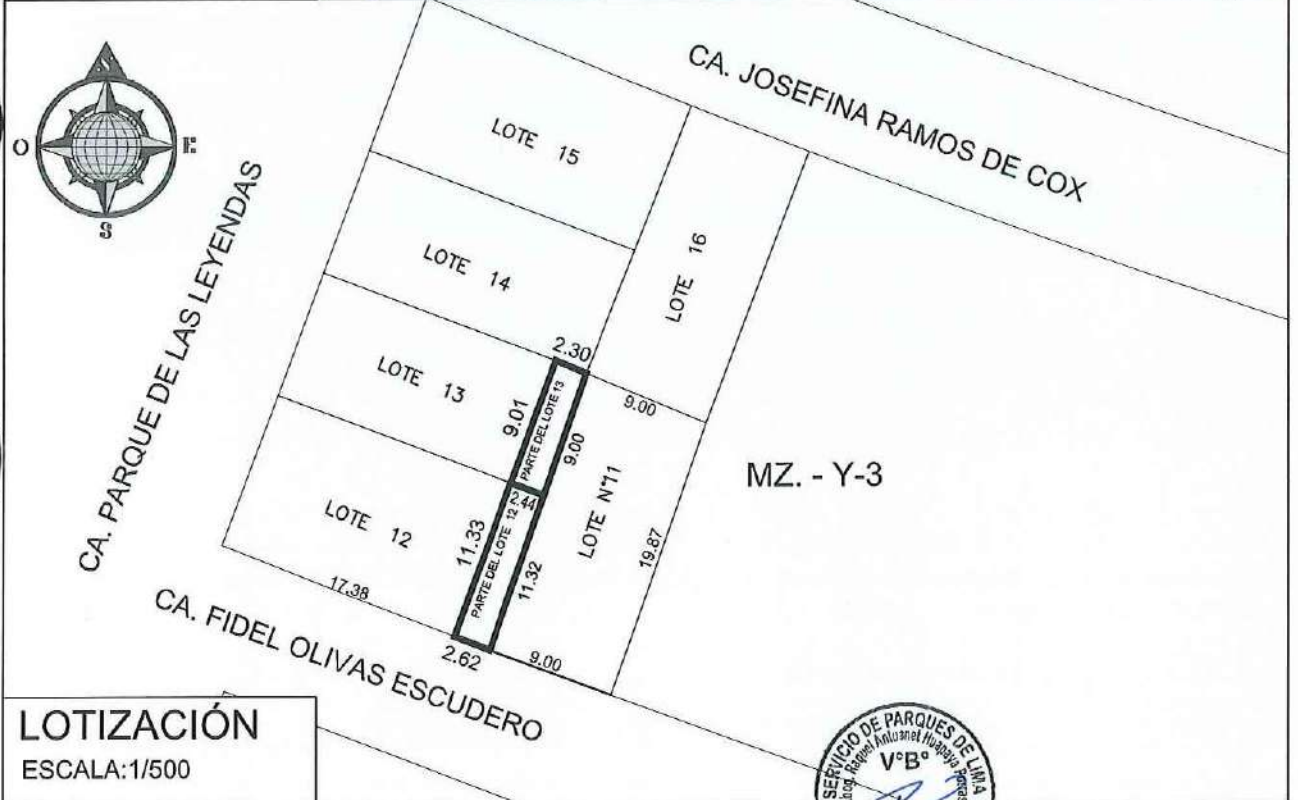 CA. JOSEFINA RAMOS DE COX
O
E
S
CA. PARQUE DE LAS LEYENDAS
LOTE 15
LOTE 14
LOTE 16
LOTE 13
2.30
9.01
PARTE DEL LOTE 13
9.00
9.00
LOTE N°11
MZ. - Y-3
LOTE 12
11.33
2.44
PARTE DEL LOTE 12
11.32
19.87
17.38
CA. FIDEL OLIVAS ESCUDERO
2.62
9.00
LOTIZACIÓN
ESCALA:1/500
SERVICIO DE PARQUES DE LIMA
Raquel Antuanet Huapaya
V°B°